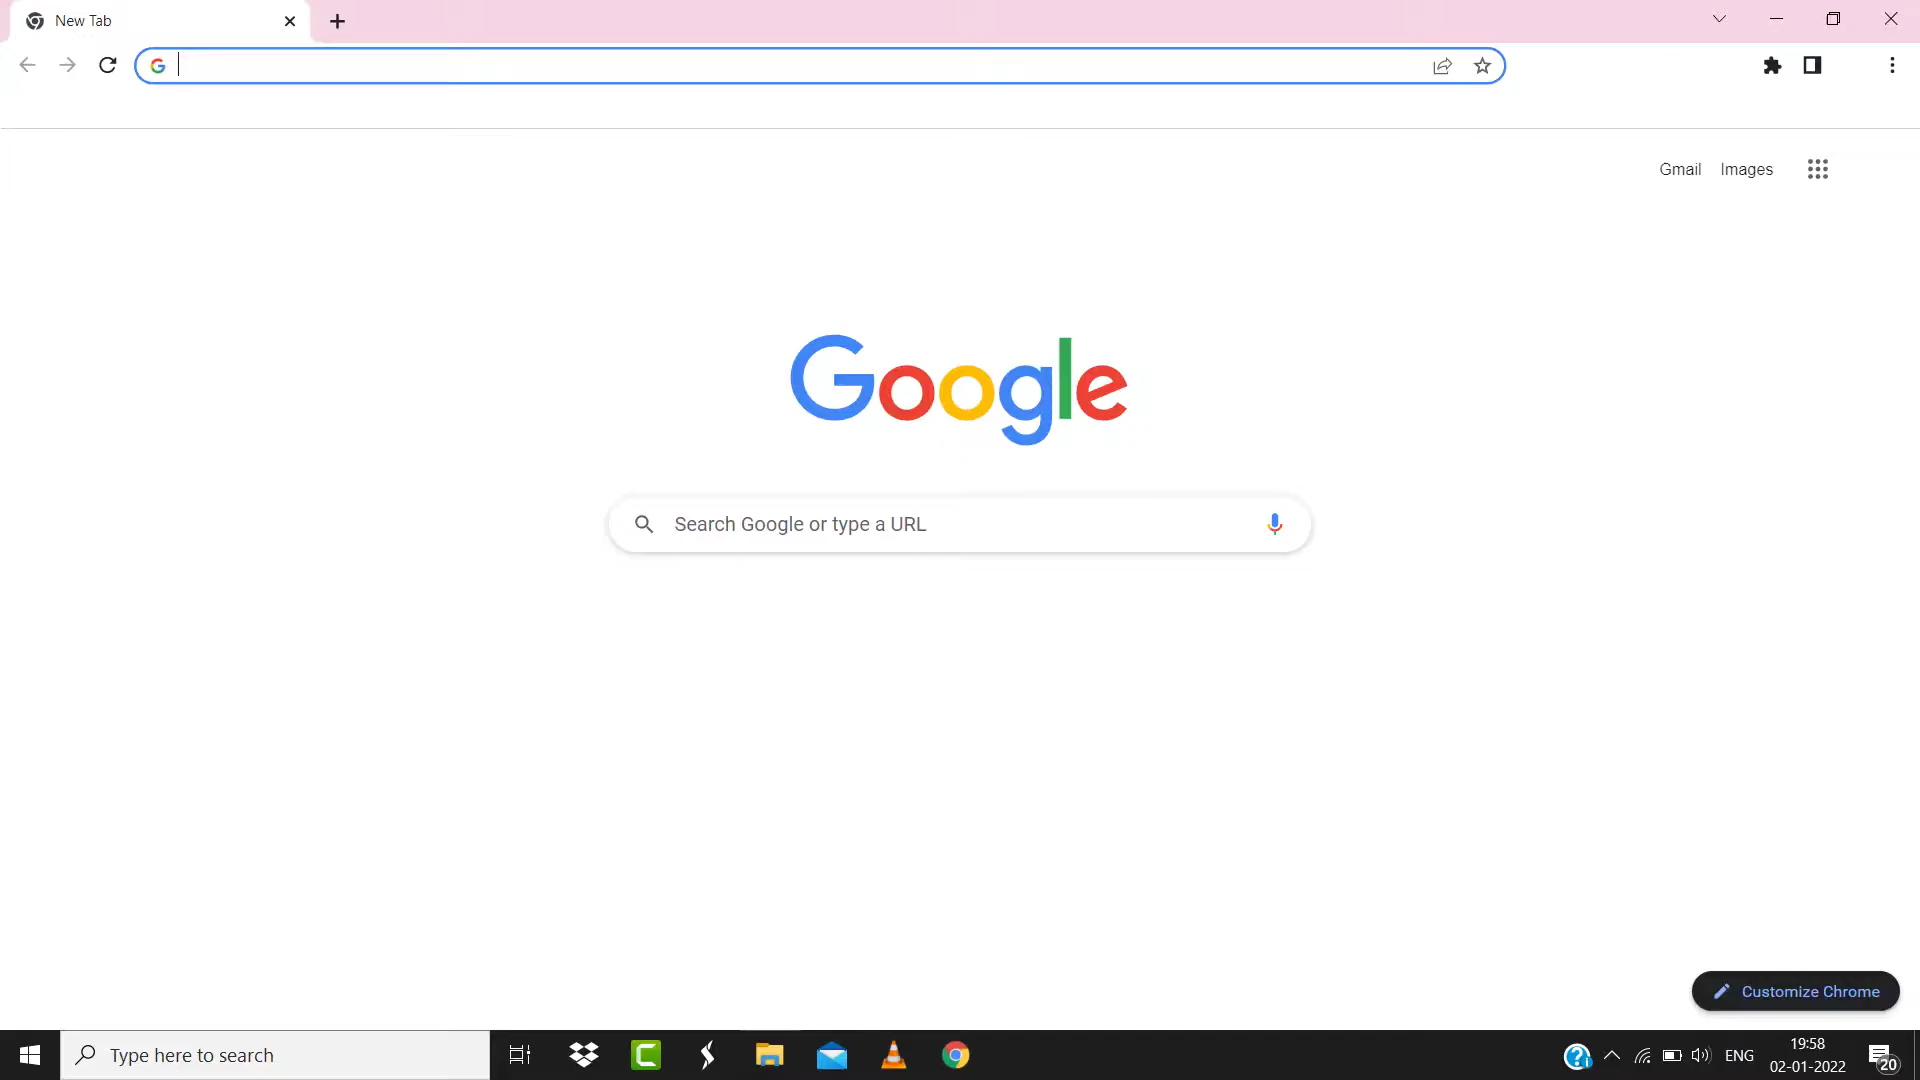 New Tab
Gmail Images
Google
Search Google or type a URL
Customize Chrome
Type here to search
ENG
19:58
02-01-2022
20